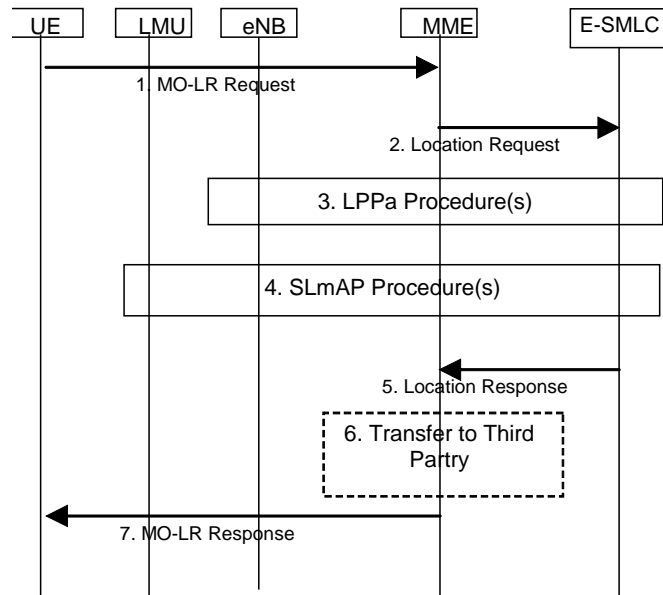 UE LMU eNB MME E-SMLC
1. MO-LR Request
2. Location Request
3. LPPa Procedure(s)
4. SLmAP Procedure(s)
5. Location Response
6. Transfer to Third
Partry
7. MO-LR Response